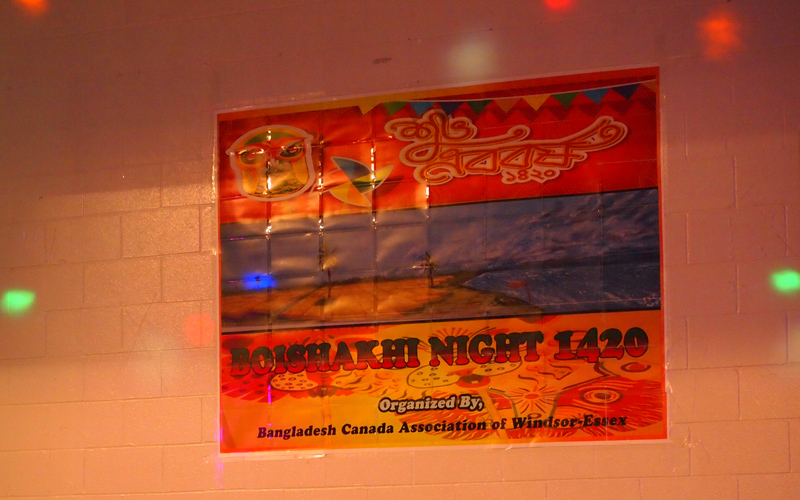 শুভ
নববর্ষ
১৪২০
BOISHAKHI NIGHT 1420
Organized By,
Bangladesh Canada Association of Windsor-Essex